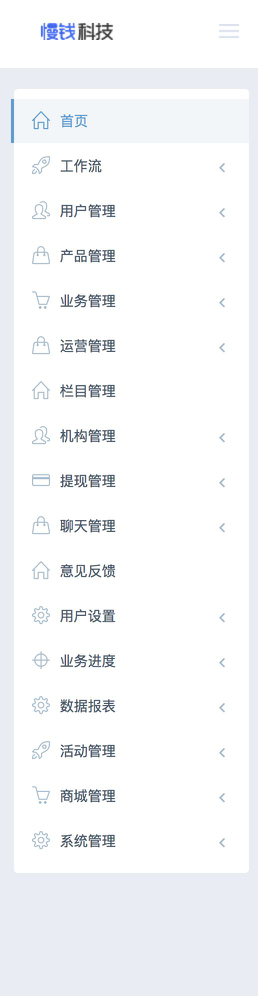 慢钱科技
首页
工作流
用户管理
产品管理
业务管理
运营管理
栏目管理
机构管理
提现管理
聊天管理
意见反馈
用户设置
业务进度
数据报表
活动管理
商城管理
系统管理